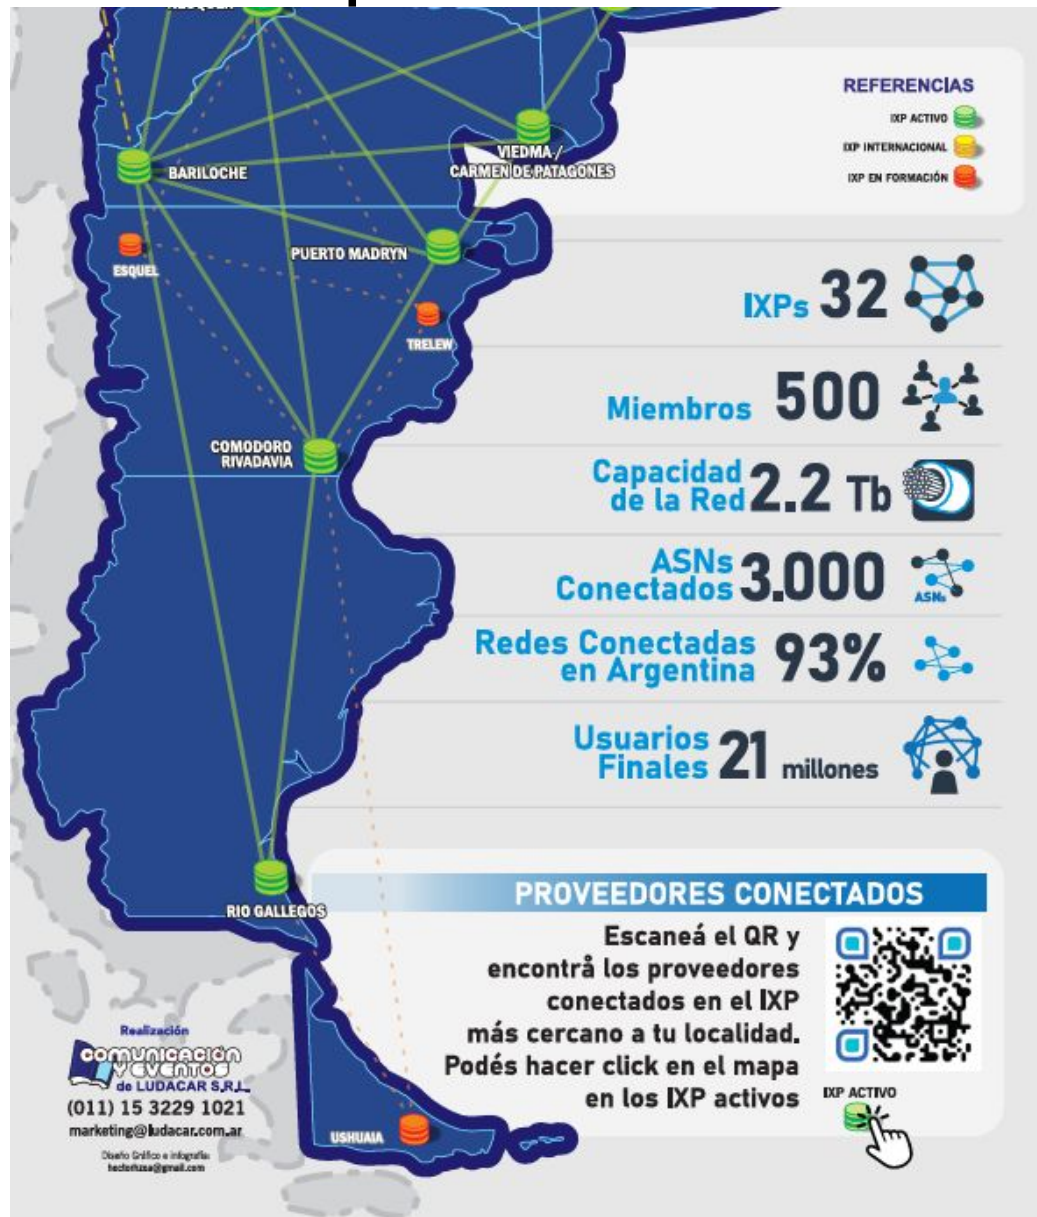 REFERENCIAS
IXP ACTIVO
IXP INTERNACIONAL
IXP EN FORMACIÓN
VIEDMA /
CARMEN DE PATAGONES
BARILOCHE
PUERTO MADRYN
ESQUEL
TRELEW
COMODORO
RIVADAVIA
RIO GALLEGOS
USHUAIA
IXPs 32
Miembros 500
Capacidad
de la Red 2.2 Tb
ASNs
Conectados 3.000
ASNs
Redes Conectadas
en Argentina 93%
Usuarios
Finales 21 millones
PROVEEDORES CONECTADOS
Escaneá el QR y
encontrå los proveedores
conectados en el IXP
más cercano a tu localidad.
Podés hacer click en el mapa
en los IXP activos
IXP ACTIVO
Realización
COMUNICACIÓN
Y EVENTOS
de LUDACAR S.R.L.
(011) 15 3229 1021
marketing@ludacar.com.ar
Diseño Gráfico e infografía: